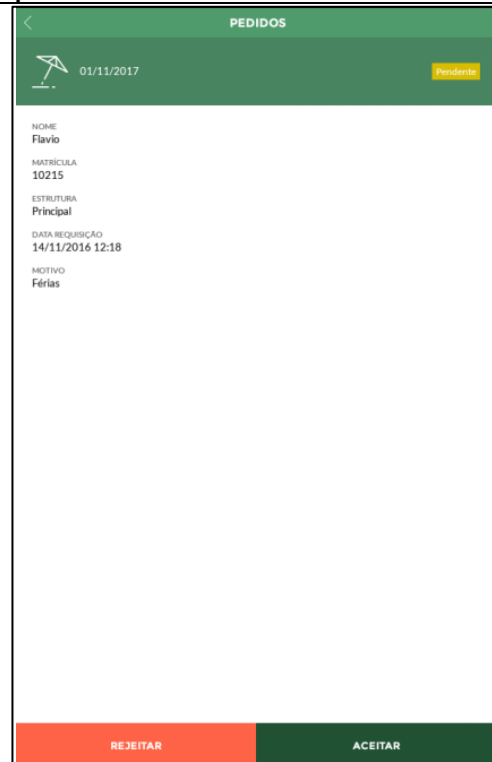 PEDIDOS
01/11/2017
Pendente
NOME
Flavio
MATRÍCULA
10215
ESTRUTURA
Principal
DATA REQUISIÇÃO
14/11/2016 12:18
MOTIVO
Férias
REJEITAR
ACEITAR